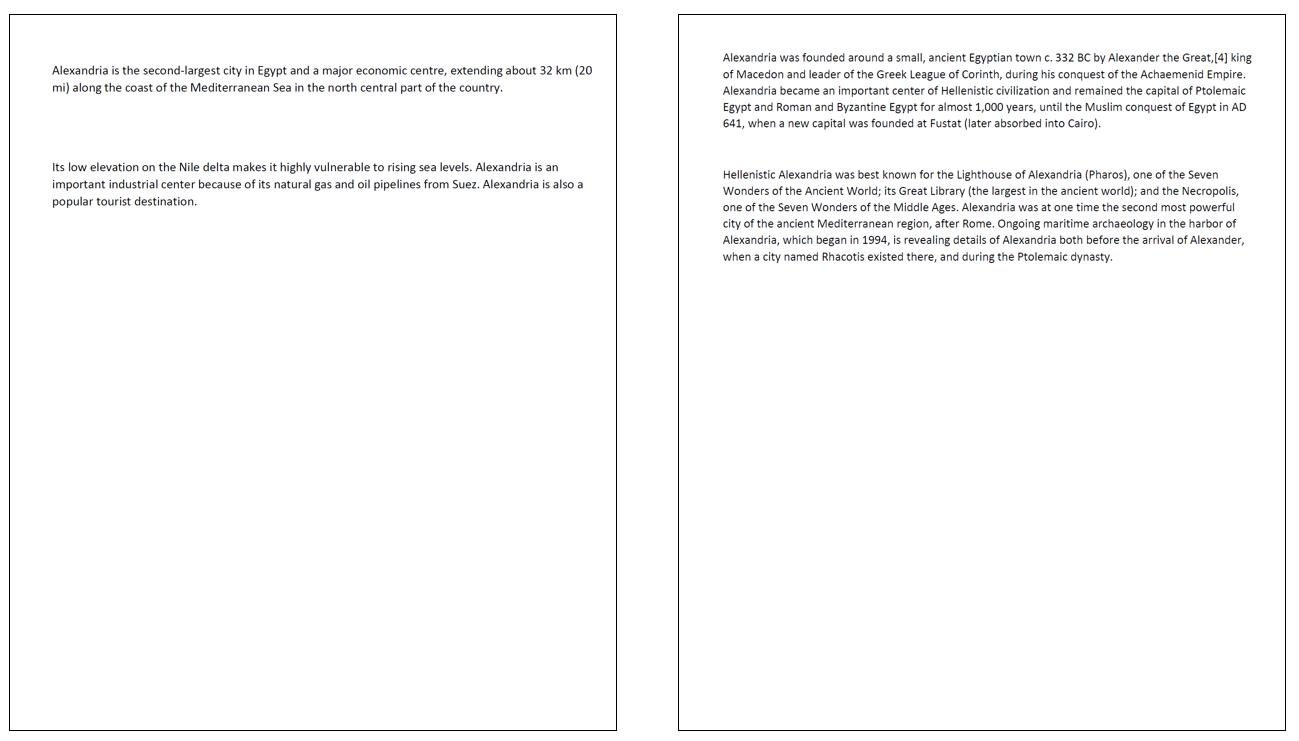 Alexandria is the second-largest city in Egypt and a major economic centre, extending about 32 km (20
mi) along the coast of the Mediterranean Sea in the north central part of the country.
Its low elevation on the Nile delta makes it highly vulnerable to rising sea levels. Alexandria is an
important industrial center because of its natural gas and oil pipelines from Suez. Alexandria is also a
popular tourist destination.
Alexandria was founded around a small, ancient Egyptian town c. 332 BC by Alexander the Great,[4] king
of Macedon and leader of the Greek League of Corinth, during his conquest of the Achaemenid Empire.
Alexandria became an important center of Hellenistic civilization and remained the capital of Ptolemaic
Egypt and Roman and Byzantine Egypt for almost 1,000 years, until the Muslim conquest of Egypt in AD
641, when a new capital was founded at Fustat (later absorbed into Cairo).
Hellenistic Alexandria was best known for the Lighthouse of Alexandria (Pharos), one of the Seven
Wonders of the Ancient World; its Great Library (the largest in the ancient world); and the Necropolis,
one of the Seven Wonders of the Middle Ages. Alexandria was at one time the second most powerful
city of the ancient Mediterranean region, after Rome. Ongoing maritime archaeology in the harbor of
Alexandria, which began in 1994, is revealing details of Alexandria both before the arrival of Alexander,
when a city named Rhacotis existed there, and during the Ptolemaic dynasty.